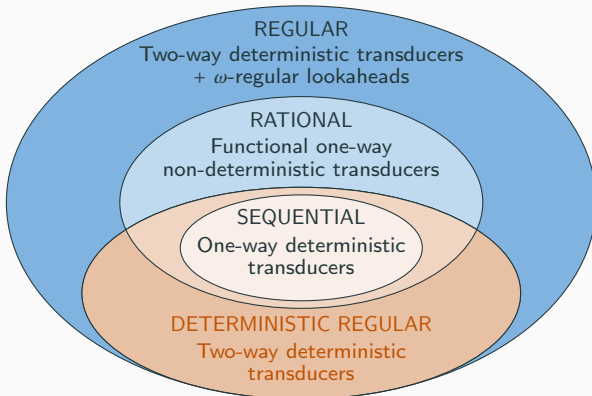 REGULAR
Two-way deterministic transducers
+ ω-regular lookaheads
RATIONAL
Functional one-way
non-deterministic transducers
SEQUENTIAL
One-way deterministic
transducers
DETERMINISTIC REGULAR
Two-way deterministic
transducers